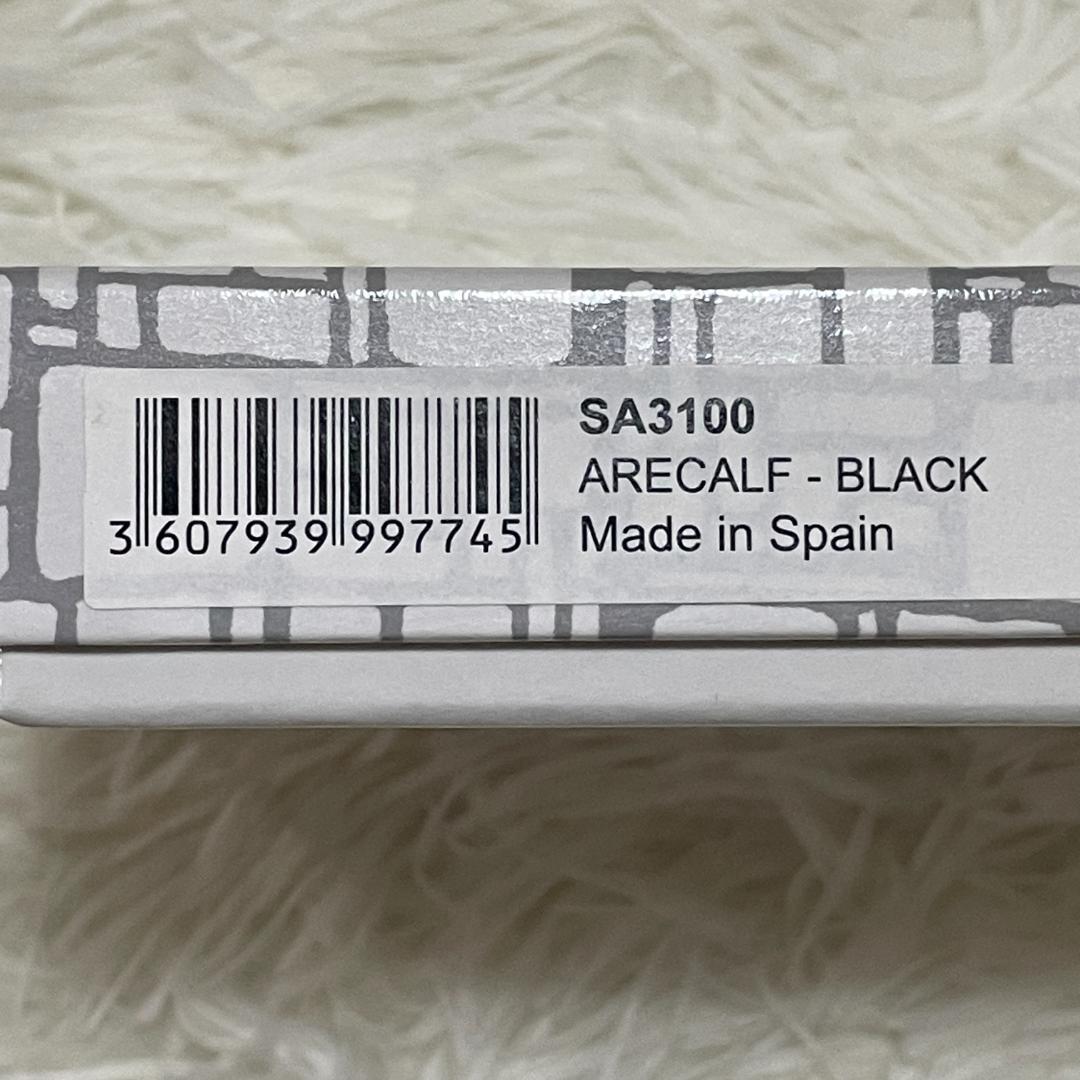 SA3100
ARECALF - BLACK
Made in Spain
3 607939 997745